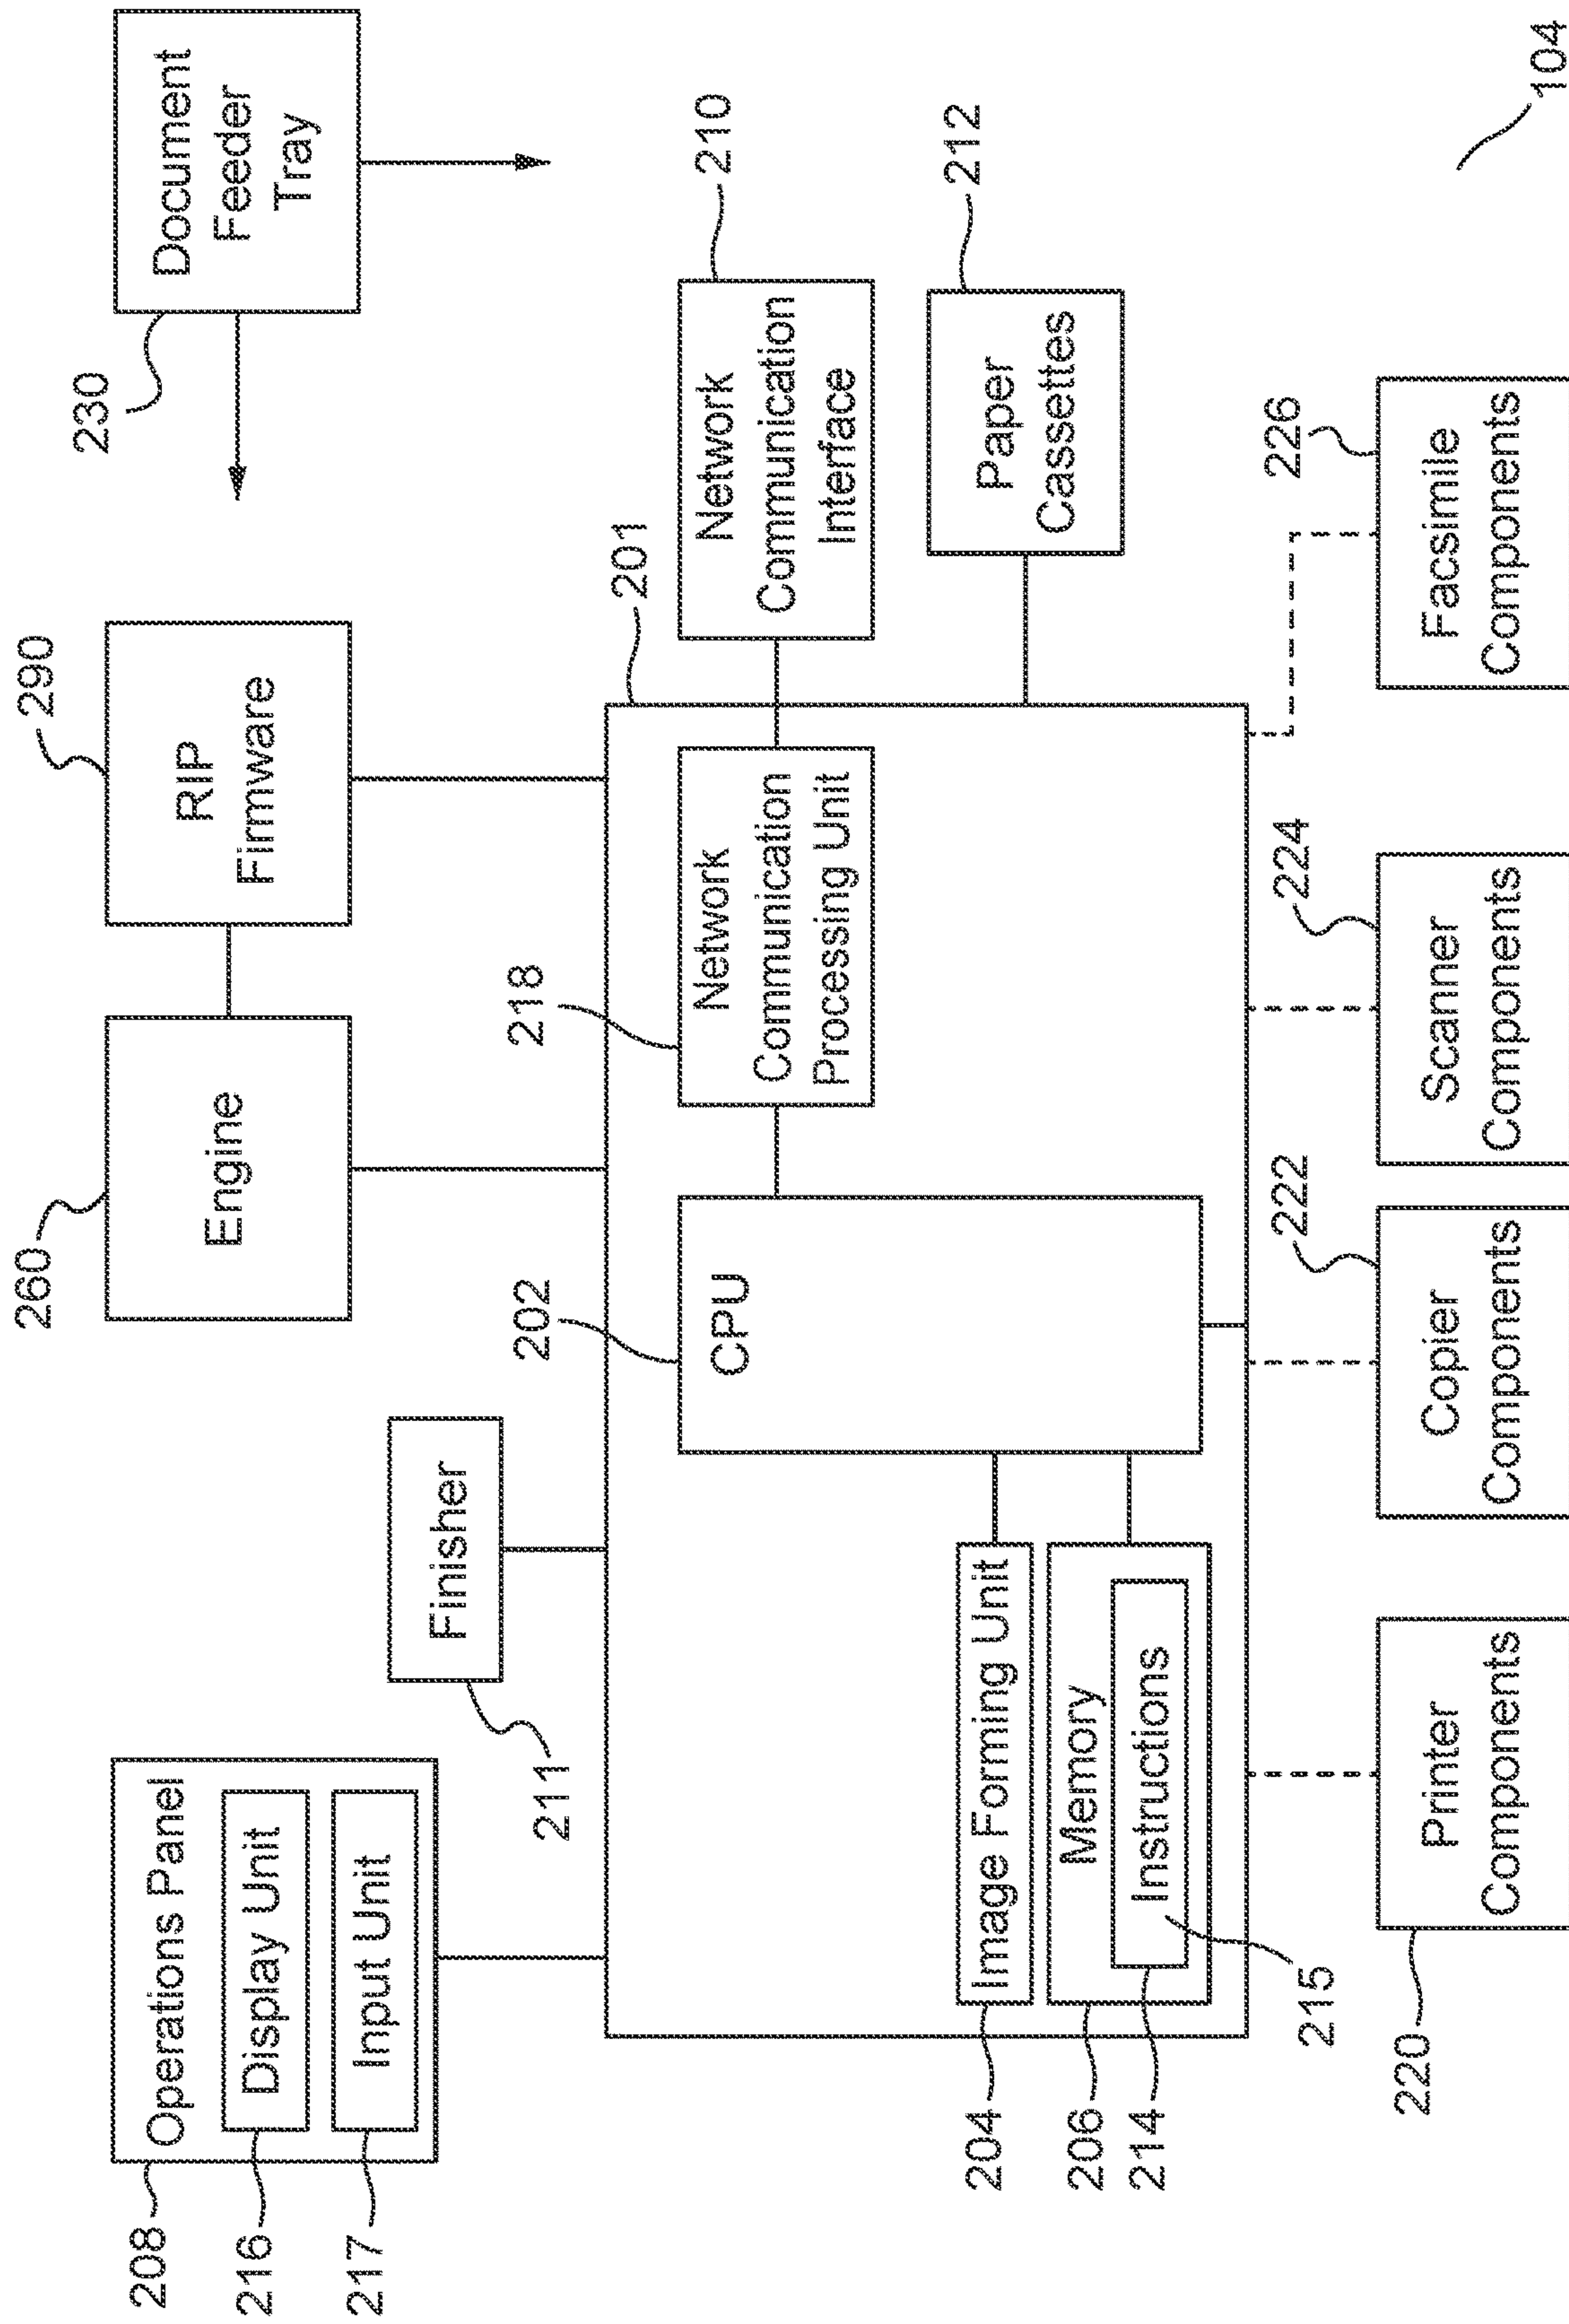 208
Operations Panel
216
Display Unit
217
Input Unit
211
Finisher
260
Engine
290
RIP
Firmware
230
Document
Feeder
Tray
201
202
CPU
218
Network
Communication
Processing Unit
210
Network
Communication
Interface
212
Paper
Cassettes
204
Image Forming Unit
206
Memory
214
Instructions
215
220
Printer
Components
222
Copier
Components
224
Scanner
Components
226
Facsimile
Components
104